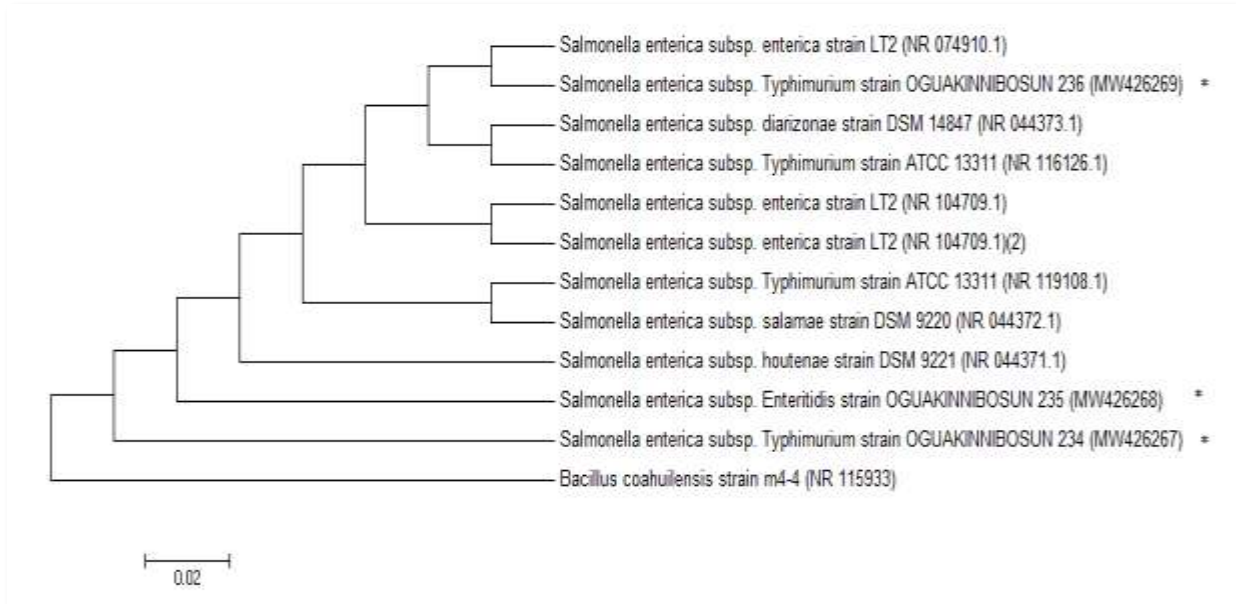 Salmonella enterica subsp. enterica strain LT2 (NR 074910.1)
Salmonella enterica subsp. Typhimurium strain OGUAKINNIBOSUN 236 (MW426269) *
Salmonella enterica subsp. diarizonae strain DSM 14847 (NR 044373.1)
Salmonella enterica subsp. Typhimurium strain ATCC 13311 (NR 116126.1)
Salmonella enterica subsp. enterica strain LT2 (NR 104709.1)
Salmonella enterica subsp. enterica strain LT2 (NR 104709.1)(2)
Salmonella enterica subsp. Typhimurium strain ATCC 13311 (NR 119108.1)
Salmonella enterica subsp. salamae strain DSM 9220 (NR 044372.1)
Salmonella enterica subsp. houtenae strain DSM 9221 (NR 044371.1)
Salmonella enterica subsp. Enteritidis strain OGUAKINNIBOSUN 235 (MW426268) *
Salmonella enterica subsp. Typhimurium strain OGUAKINNIBOSUN 234 (MW426267) *
Bacillus coahuilensis strain m4-4 (NR 115933)
0.02